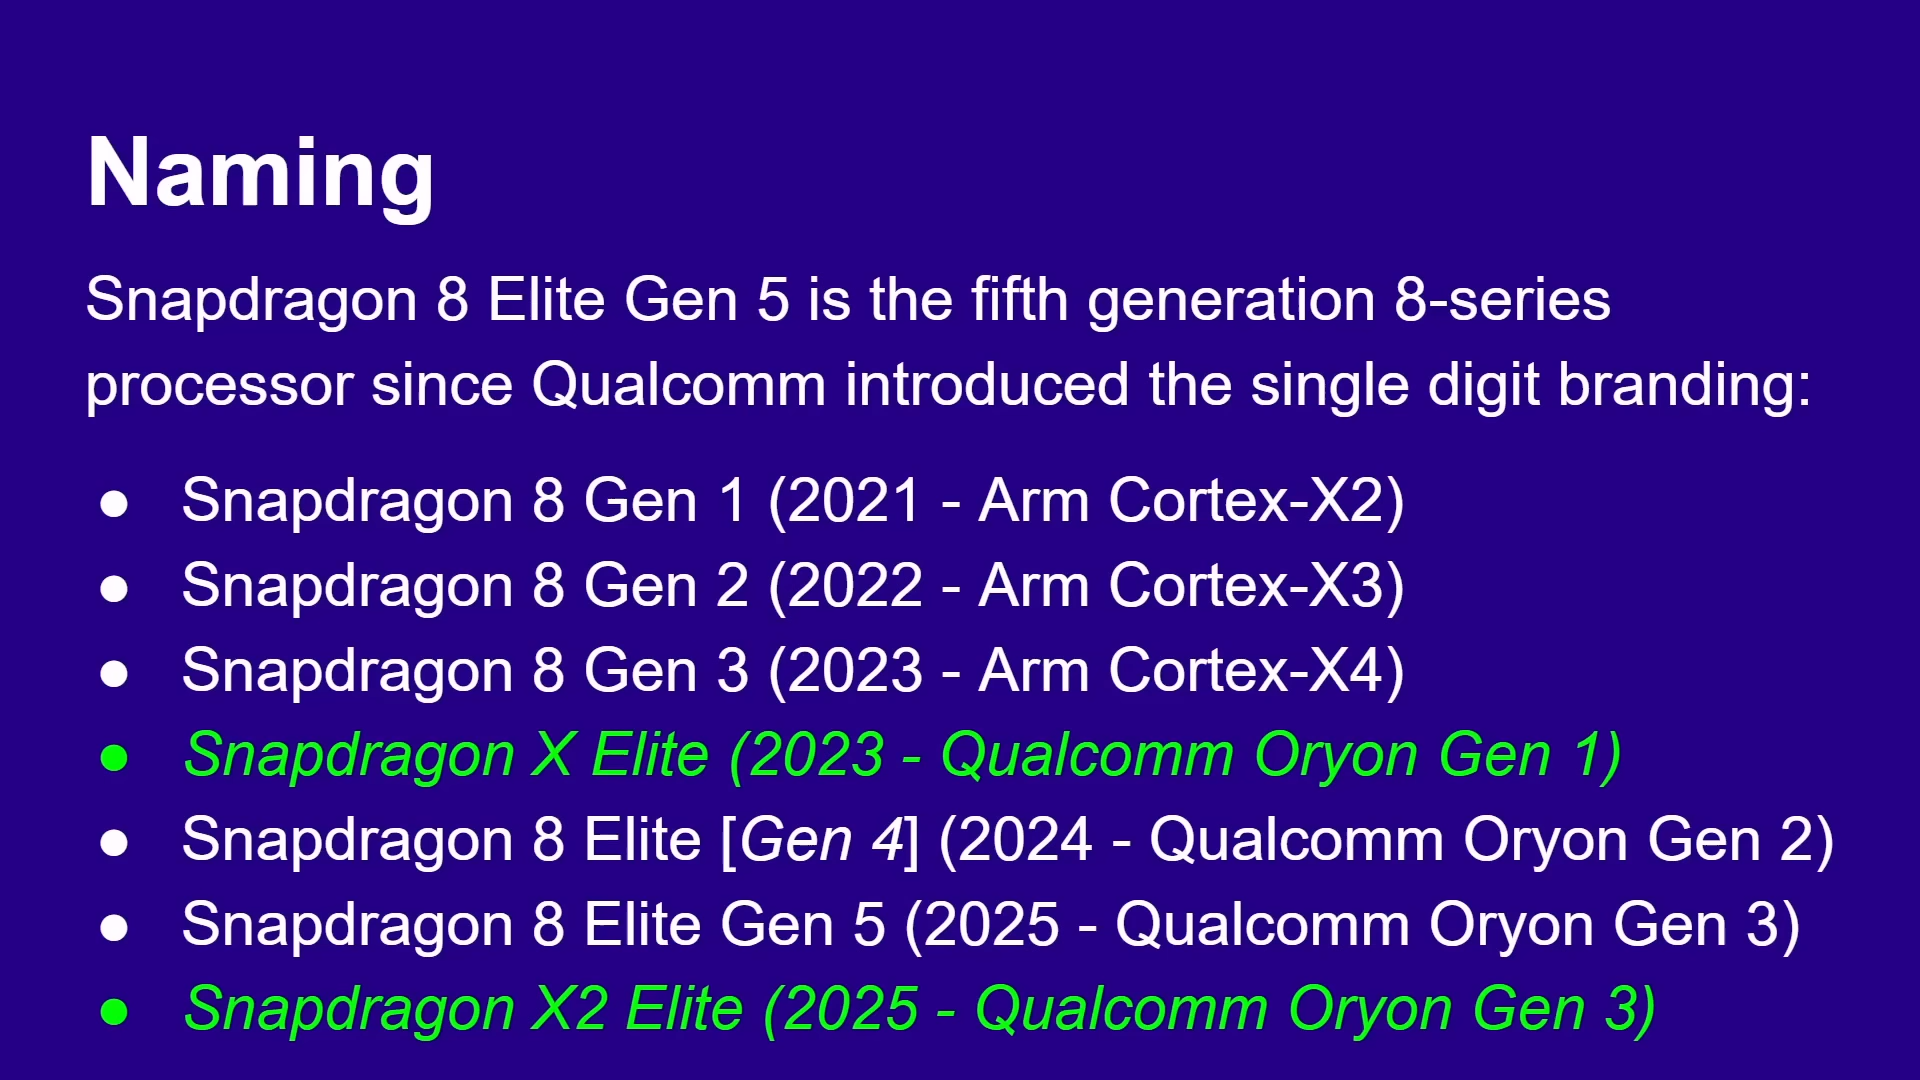 Naming
Snapdragon 8 Elite Gen 5 is the fifth generation 8-series
processor since Qualcomm introduced the single digit branding:
● Snapdragon 8 Gen 1 (2021 - Arm Cortex-X2)
● Snapdragon 8 Gen 2 (2022 - Arm Cortex-X3)
● Snapdragon 8 Gen 3 (2023 - Arm Cortex-X4)
● Snapdragon X Elite (2023 - Qualcomm Oryon Gen 1)
● Snapdragon 8 Elite [Gen 4] (2024 - Qualcomm Oryon Gen 2)
● Snapdragon 8 Elite Gen 5 (2025 - Qualcomm Oryon Gen 3)
● Snapdragon X2 Elite (2025 - Qualcomm Oryon Gen 3)